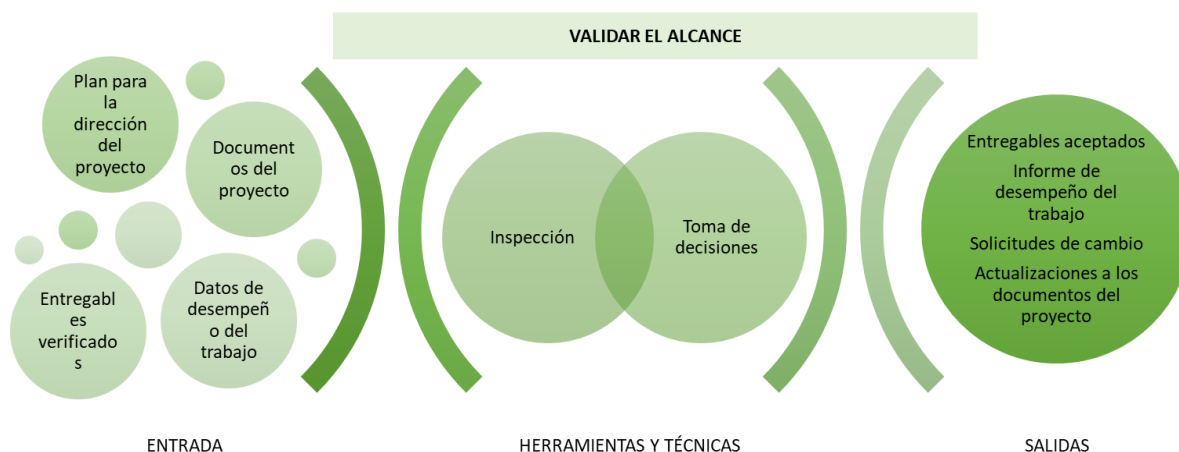 VALIDAR EL ALCANCE
Plan para
la
dirección
del
proyecto
Document
os del
proyecto
Entregabl
es
verificado
s
Datos de
desempeñ
o del
trabajo
Inspección
Toma de
decisiones
Entregables aceptados
Informe de
desempeño del
trabajo
Solicitudes de cambio
Actualizaciones a los
documentos del
proyecto
ENTRADA
HERRAMIENTAS Y TÉCNICAS
SALIDAS